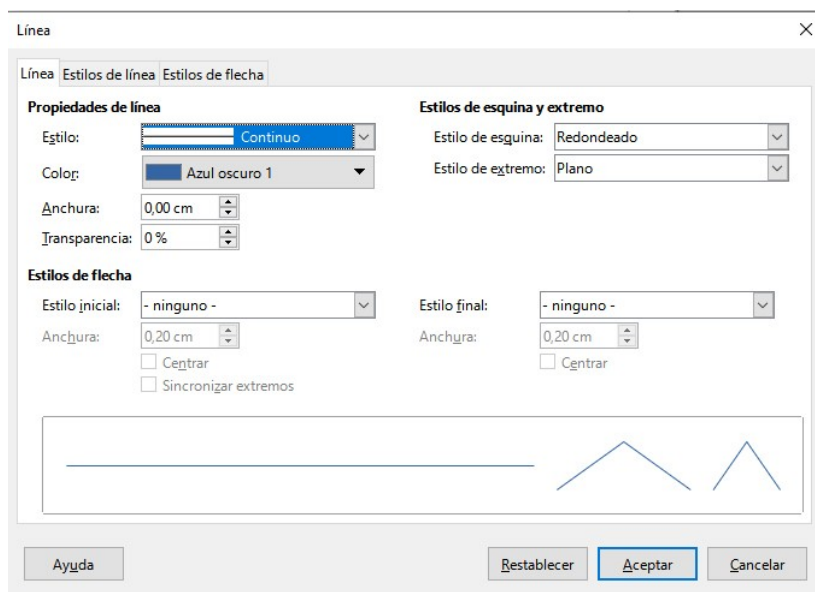 Línea
Línea Estilos de línea Estilos de flecha
Propiedades de línea
Estilo: Continuo
Color: Azul oscuro 1
Anchura: 0,00 cm
Transparencia: 0 %
Estilos de esquina y extremo
Estilo de esquina: Redondeado
Estilo de extremo: Plano
Estilos de flecha
Estilo inicial: - ninguno -
Anchura: 0,20 cm
Centrar
Sincronizar extremos
Estilo final: - ninguno -
Anchura: 0,20 cm
Centrar
Ayuda Restablecer Aceptar Cancelar